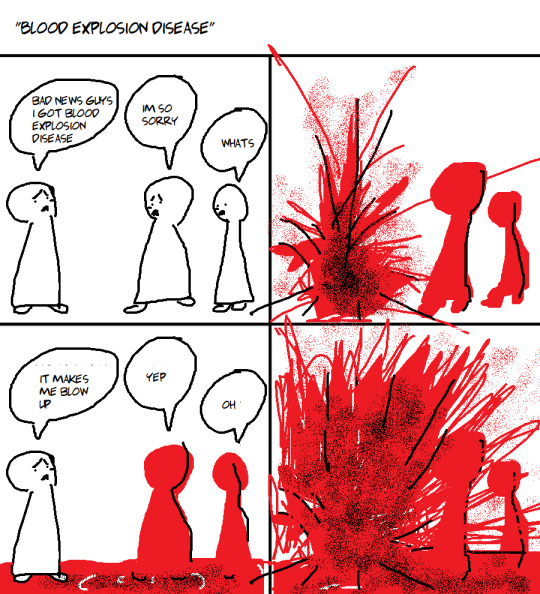 "BLOOD EXPLOSION DISEASE"
BAD NEWS GUYS
I GOT BLOOD
EXPLOSION
DISEASE
IM SO
SORRY
WHATS
IT MAKES
ME BLOW
UP
YEP
OH